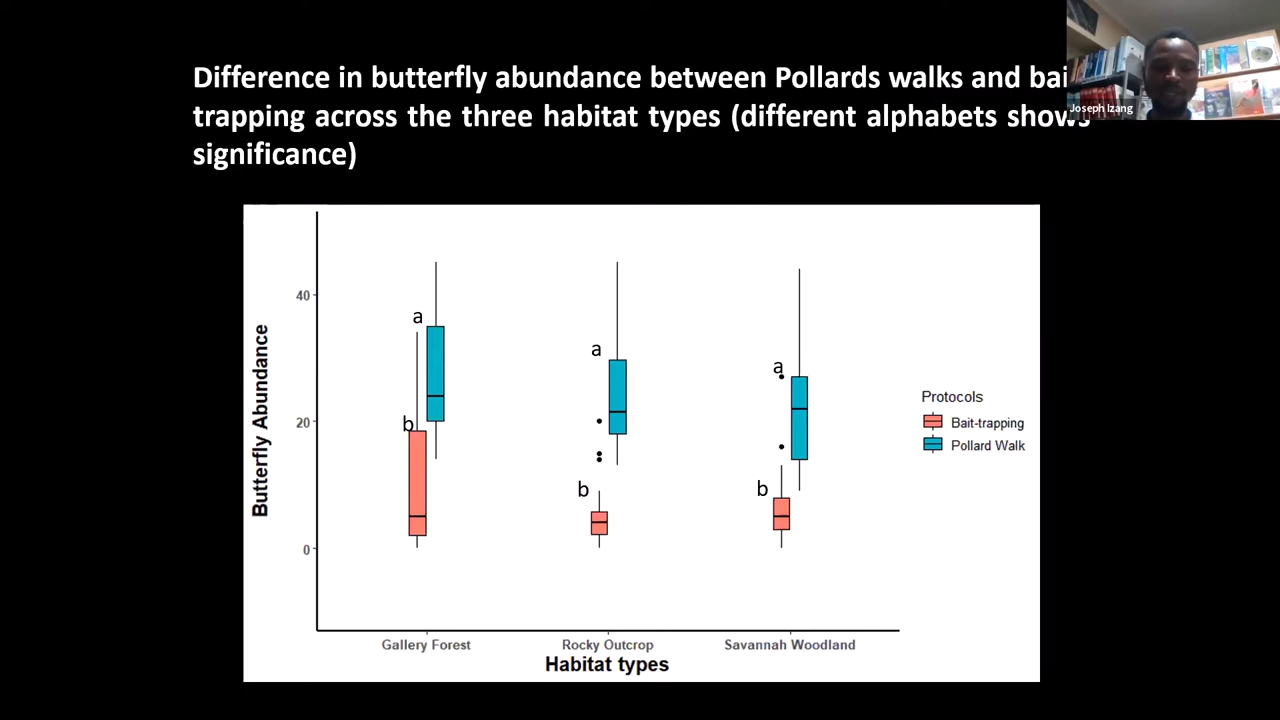 Difference in butterfly abundance between Pollards walks and bai
trapping across the three habitat types (different alphabets shows
significance)
Joseph Izang
Butterfly Abundance
40
20
0
a
b
a
b
a
b
Protocols
Bait-trapping
Pollard Walk
Gallery Forest
Rocky Outcrop
Savannah Woodland
Habitat types